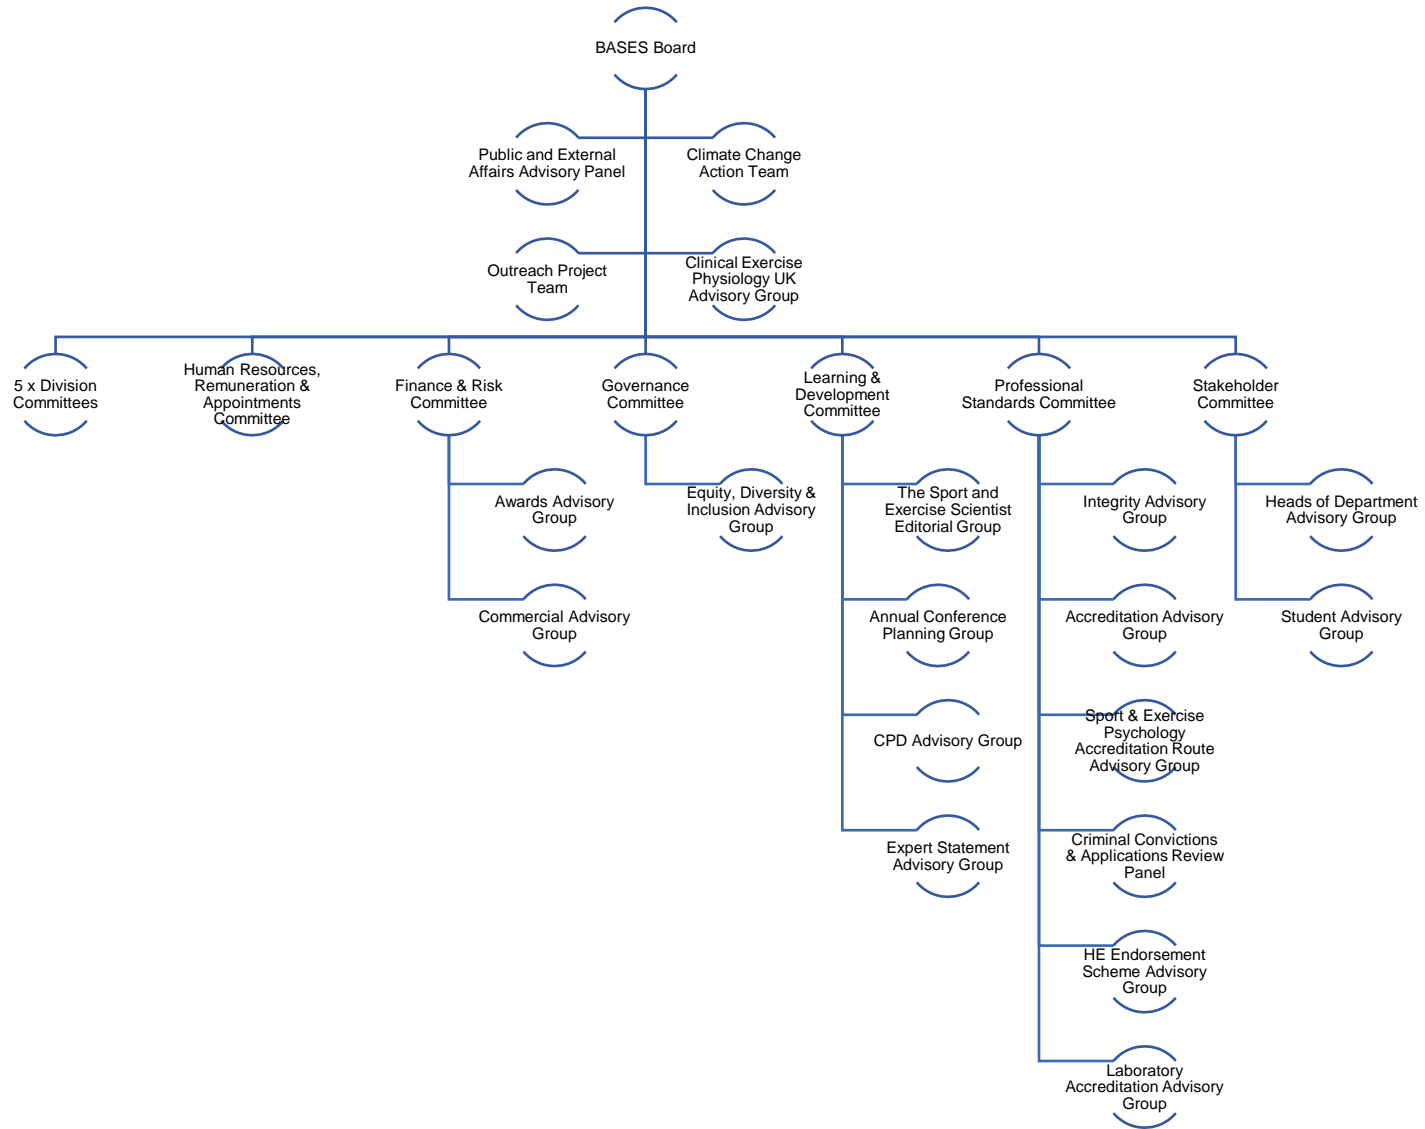 BASES Board
Public and External
Affairs Advisory Panel
Climate Change
Action Team
Outreach Project
Team
Clinical Exercise
Physiology UK
Advisory Group
5 x Division
Committees
Human Resources,
Remuneration &
Appointments
Committee
Finance & Risk
Committee
Governance
Committee
Learning &
Development
Committee
Professional
Standards Committee
Stakeholder
Committee
Awards Advisory
Group
Equity, Diversity &
Inclusion Advisory
Group
The Sport and
Exercise Scientist
Editorial Group
Integrity Advisory
Group
Heads of Department
Advisory Group
Commercial Advisory
Group
Annual Conference
Planning Group
Accreditation Advisory
Group
Student Advisory
Group
CPD Advisory Group
Sport & Exercise
Psychology
Accreditation Route
Advisory Group
Expert Statement
Advisory Group
Criminal Convictions
& Applications Review
Panel
HE Endorsement
Scheme Advisory
Group
Laboratory
Accreditation Advisory
Group